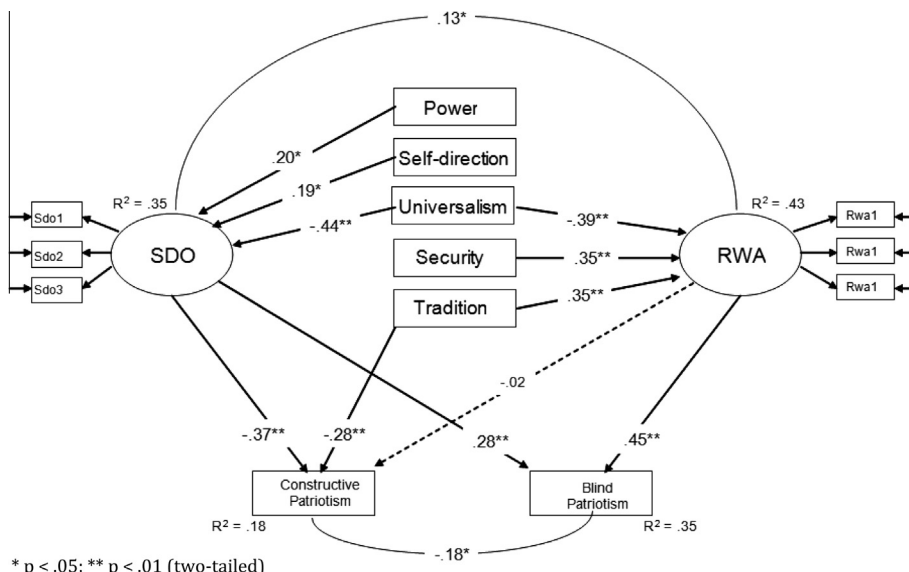 .13*
Power
.20*
Self-direction
.19*
R² = .35
Universalism
R² = .43
Sdo1
-.44**
-.39**
Rwa1
Sdo2
SDO
Security
.35**
RWA
Rwa1
Sdo3
Tradition
.35**
Rwa1
-.02
-.37**
-.28**
.28**
.45**
Constructive
Patriotism
Blind
Patriotism
R² = .18
R² = .35
-.18*
* p < .05; ** p < .01 (two-tailed)